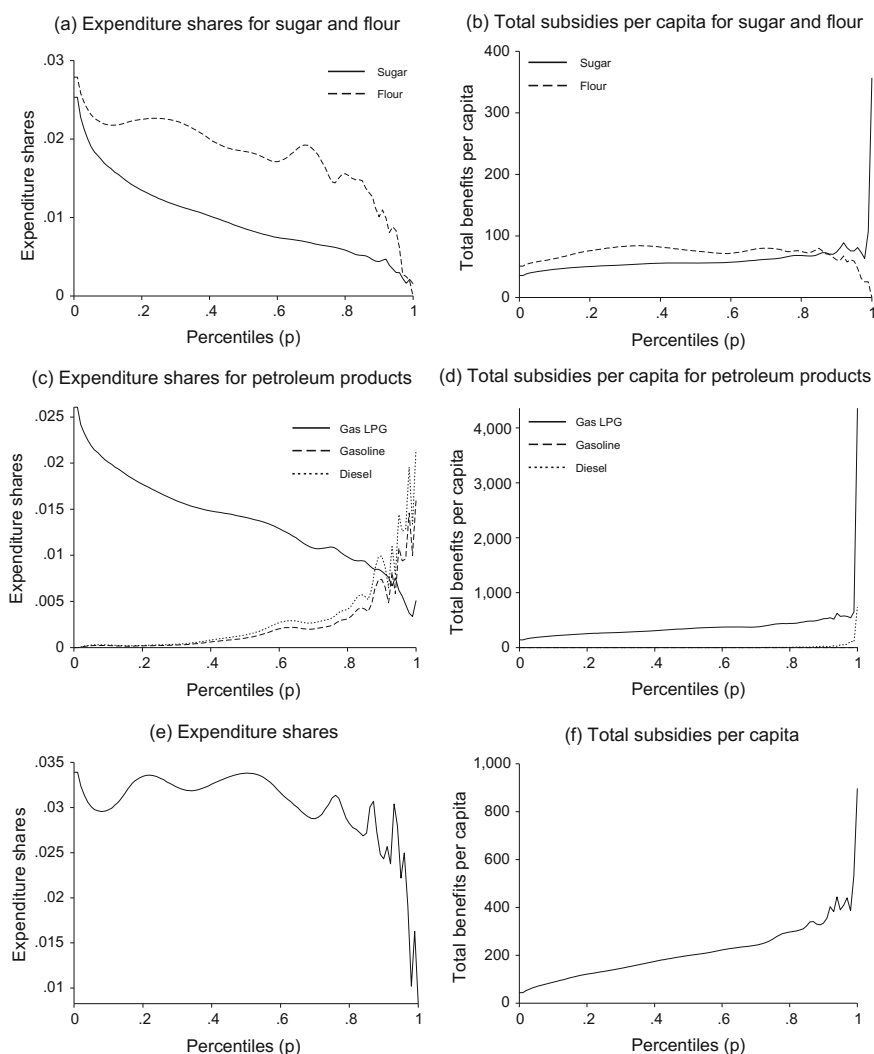 (a) Expenditure shares for sugar and flour
.03
.02
.01
0
Expenditure shares
Sugar
Flour
0 .2 .4 .6 .8 1
Percentiles (p)
(b) Total subsidies per capita for sugar and flour
400
300
200
100
0
Total benefits per capita
Sugar
Flour
0 .2 .4 .6 .8 1
Percentiles (p)
(c) Expenditure shares for petroleum products
.025
.02
.015
.01
.005
0
Expenditure shares
Gas LPG
Gasoline
Diesel
0 .2 .4 .6 .8 1
Percentiles (p)
(d) Total subsidies per capita for petroleum products
4,000
3,000
2,000
1,000
0
Total benefits per capita
Gas LPG
Gasoline
Diesel
0 .2 .4 .6 .8 1
Percentiles (p)
(e) Expenditure shares
.035
.03
.025
.02
.015
.01
Expenditure shares
0 .2 .4 .6 .8 1
Percentiles (p)
(f) Total subsidies per capita
1,000
800
600
400
200
0
Total benefits per capita
0 .2 .4 .6 .8 1
Percentiles (p)